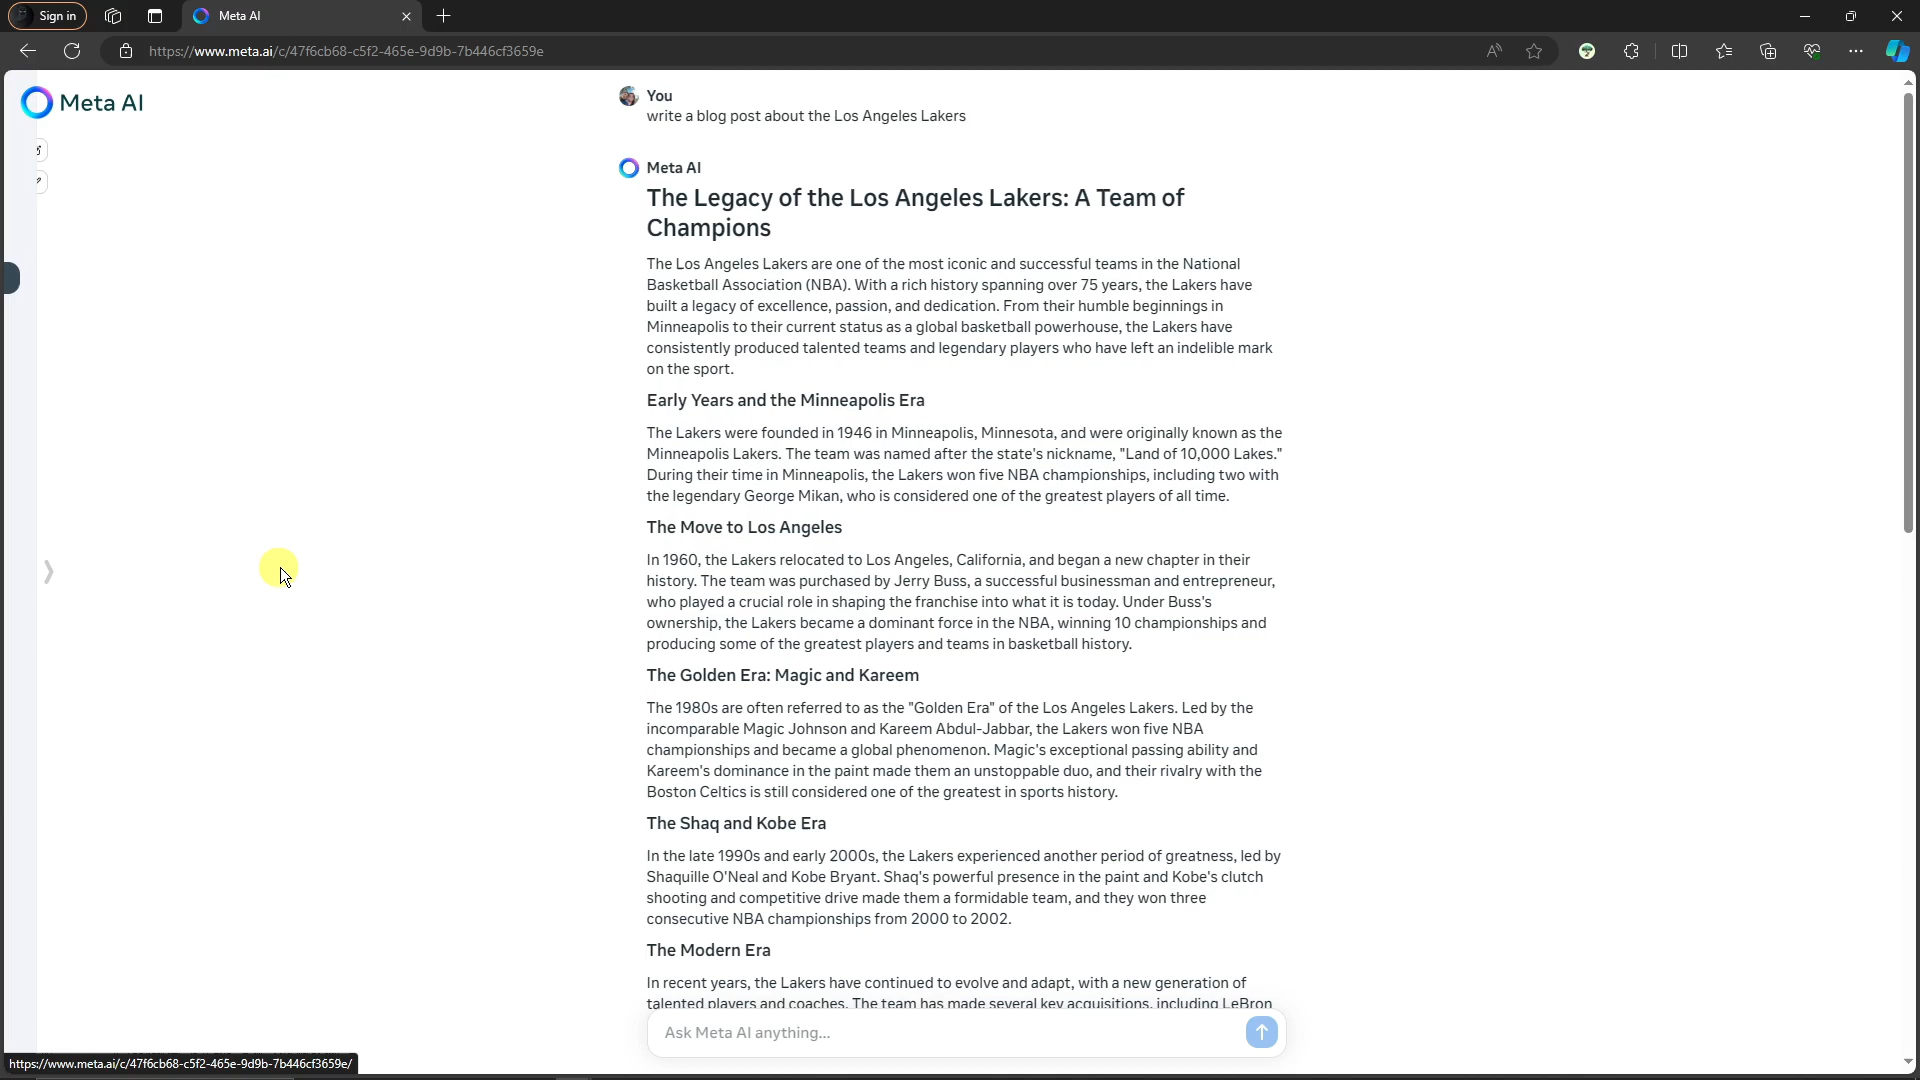 Sign in
Meta AI
https://www.meta.ai/c/47f6cb68-c5f2-465e-9d9b-7b446cf3659e
Meta AI
You
write a blog post about the Los Angeles Lakers
Meta AI
The Legacy of the Los Angeles Lakers: A Team of
Champions
The Los Angeles Lakers are one of the most iconic and successful teams in the National
Basketball Association (NBA). With a rich history spanning over 75 years, the Lakers have
built a legacy of excellence, passion, and dedication. From their humble beginnings in
Minneapolis to their current status as a global basketball powerhouse, the Lakers have
consistently produced talented teams and legendary players who have left an indelible mark
on the sport.
Early Years and the Minneapolis Era
The Lakers were founded in 1946 in Minneapolis, Minnesota, and were originally known as the
Minneapolis Lakers. The team was named after the state's nickname, "Land of 10,000 Lakes."
During their time in Minneapolis, the Lakers won five NBA championships, including two with
the legendary George Mikan, who is considered one of the greatest players of all time.
The Move to Los Angeles
In 1960, the Lakers relocated to Los Angeles, California, and began a new chapter in their
history. The team was purchased by Jerry Buss, a successful businessman and entrepreneur,
who played a crucial role in shaping the franchise into what it is today. Under Buss's
ownership, the Lakers became a dominant force in the NBA, winning 10 championships and
producing some of the greatest players and teams in basketball history.
The Golden Era: Magic and Kareem
The 1980s are often referred to as the "Golden Era" of the Los Angeles Lakers. Led by the
incomparable Magic Johnson and Kareem Abdul-Jabbar, the Lakers won five NBA
championships and became a global phenomenon. Magic's exceptional passing ability and
Kareem's dominance in the paint made them an unstoppable duo, and their rivalry with the
Boston Celtics is still considered one of the greatest in sports history.
The Shaq and Kobe Era
In the late 1990s and early 2000s, the Lakers experienced another period of greatness, led by
Shaquille O'Neal and Kobe Bryant. Shaq's powerful presence in the paint and Kobe's clutch
shooting and competitive drive made them a formidable team, and they won three
consecutive NBA championships from 2000 to 2002.
The Modern Era
In recent years, the Lakers have continued to evolve and adapt, with a new generation of
talented players and coaches. The team has made several key acquisitions, including LeBron
Ask Meta AI anything...
https://www.meta.ai/c/47f6cb68-c5f2-465e-9d9b-7b446cf3659e/